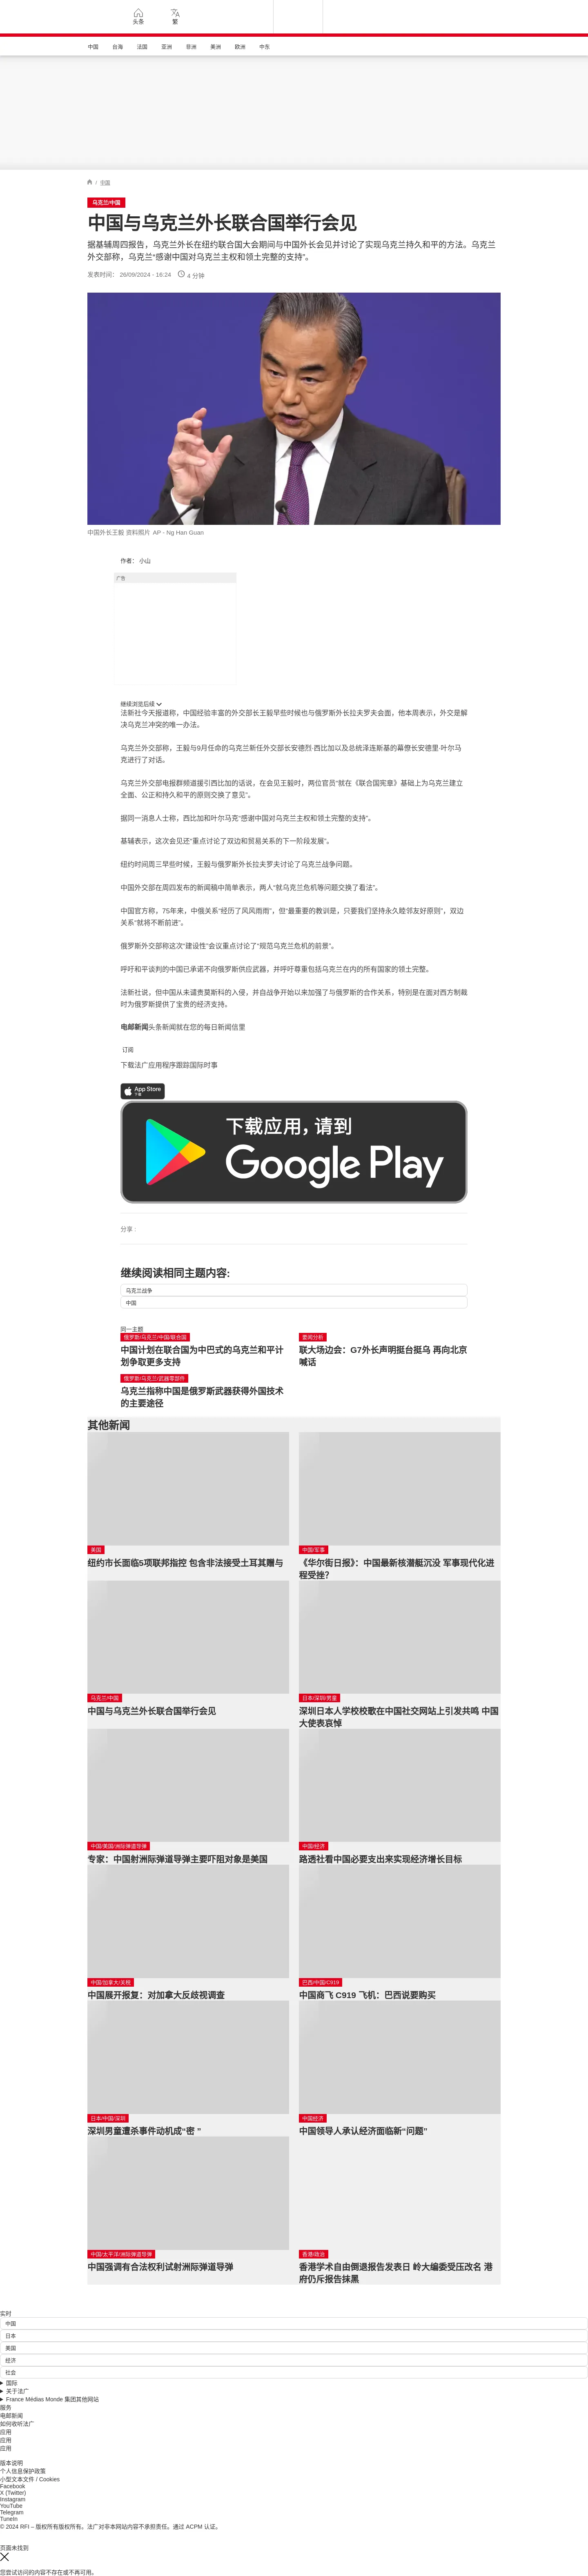 头条
繁
中国
台海
法国
亚洲
非洲
美洲
欧洲
中东
/ 中国
乌克兰/中国
中国与乌克兰外长联合国举行会见
据基辅周四报告，乌克兰外长在纽约联合国大会期间与中国外长会见并讨论了实现乌克兰持久和平的方法。乌克兰
外交部称，乌克兰“感谢中国对乌克兰主权和领土完整的支持”。
发表时间： 26/09/2024 - 16:24 4 分钟
中国外长王毅 资料照片 AP - Ng Han Guan
作者： 小山
广告
继续浏览后续
法新社今天报道称，中国经验丰富的外交部长王毅早些时候也与俄罗斯外长拉夫罗夫会面，他本周表示，外交是解
决乌克兰冲突的唯一办法。
乌克兰外交部称，王毅与9月任命的乌克兰新任外交部长安德烈·西比加以及总统泽连斯基的幕僚长安德里·叶尔马
克进行了对话。
乌克兰外交部电报群频道援引西比加的话说，在会见王毅时，两位官员“就在《联合国宪章》基础上为乌克兰建立
全面、公正和持久和平的原则交换了意见”。
据同一消息人士称，西比加和叶尔马克“感谢中国对乌克兰主权和领土完整的支持”。
基辅表示，这次会见还“重点讨论了双边和贸易关系的下一阶段发展”。
纽约时间周三早些时候，王毅与俄罗斯外长拉夫罗夫讨论了乌克兰战争问题。
中国外交部在周四发布的新闻稿中简单表示，两人“就乌克兰危机等问题交换了看法”。
中国官方称，75年来，中俄关系“经历了风风雨雨”，但“最重要的教训是，只要我们坚持永久睦邻友好原则”，双边
关系“就将不断前进”。
俄罗斯外交部称这次“建设性”会议重点讨论了“规范乌克兰危机的前景”。
呼吁和平谈判的中国已承诺不向俄罗斯供应武器，并呼吁尊重包括乌克兰在内的所有国家的领土完整。
法新社说，但中国从未谴责莫斯科的入侵，并自战争开始以来加强了与俄罗斯的合作关系，特别是在面对西方制裁
时为俄罗斯提供了宝贵的经济支持。
电邮新闻头条新闻就在您的每日新闻信里
订阅
下载法广应用程序跟踪国际时事
App Store
下载
下载应用，请到
Google Play
分享 :
继续阅读相同主题内容:
乌克兰战争
中国
同一主题
俄罗斯/乌克兰/中国/联合国
中国计划在联合国为中巴式的乌克兰和平计
划争取更多支持
要闻分析
联大场边会：G7外长声明挺台挺乌 再向北京
喊话
俄罗斯/乌克兰/武器零部件
乌克兰指称中国是俄罗斯武器获得外国技术
的主要途径
其他新闻
美国
纽约市长面临5项联邦指控 包含非法接受土耳其赠与
中国/军事
《华尔街日报》：中国最新核潜艇沉没 军事现代化进
程受挫？
乌克兰/中国
中国与乌克兰外长联合国举行会见
日本/深圳/男童
深圳日本人学校校歌在中国社交网站上引发共鸣 中国
大使表哀悼
中国/美国/洲际弹道导弹
专家：中国射洲际弹道导弹主要吓阻对象是美国
中国/经济
路透社看中国必要支出来实现经济增长目标
中国/加拿大/关税
中国展开报复：对加拿大反歧视调查
巴西/中国/C919
中国商飞 C919 飞机：巴西说要购买
日本/中国/深圳
深圳男童遭杀事件动机成“密 ”
中国经济
中国领导人承认经济面临新“问题”
中国/太平洋/洲际弹道导弹
中国强调有合法权利试射洲际弹道导弹
香港/政治
香港学术自由倒退报告发表日 岭大编委受压改名 港
府仍斥报告抹黑
实时
中国
日本
美国
经济
社会
国际
关于法广
France Médias Monde 集团其他网站
服务
电邮新闻
如何收听法广
应用
应用
应用
版本说明
个人信息保护政策
小型文本文件 / Cookies
Facebook
X (Twitter)
Instagram
YouTube
Telegram
TuneIn
© 2024 RFI – 版权所有版权所有。法广对非本网站内容不承担责任。通过 ACPM 认证。
页面未找到
您尝试访问的内容不存在或不再可用。